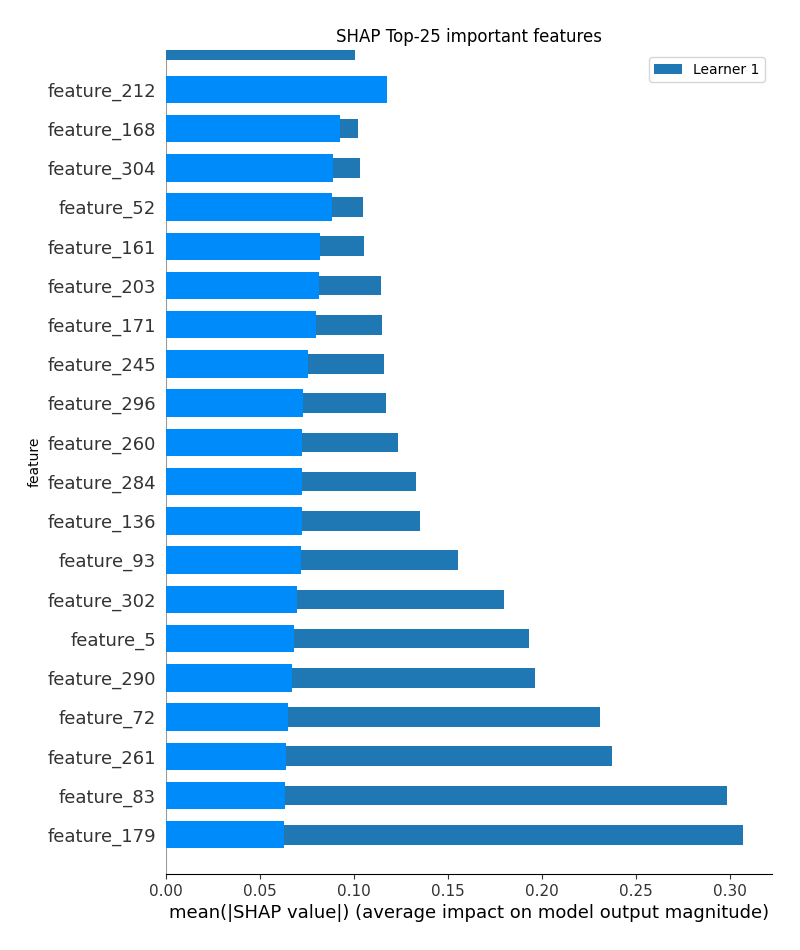 SHAP Top-25 important features
Learner 1
feature_212
feature_168
feature_304
feature_52
feature_161
feature_203
feature_171
feature_245
feature_296
feature_260
feature_284
feature_136
feature_93
feature_302
feature_5
feature_290
feature_72
feature_261
feature_83
feature_179
feature
0.00 0.05 0.10 0.15 0.20 0.25 0.30
mean(|SHAP value|) (average impact on model output magnitude)